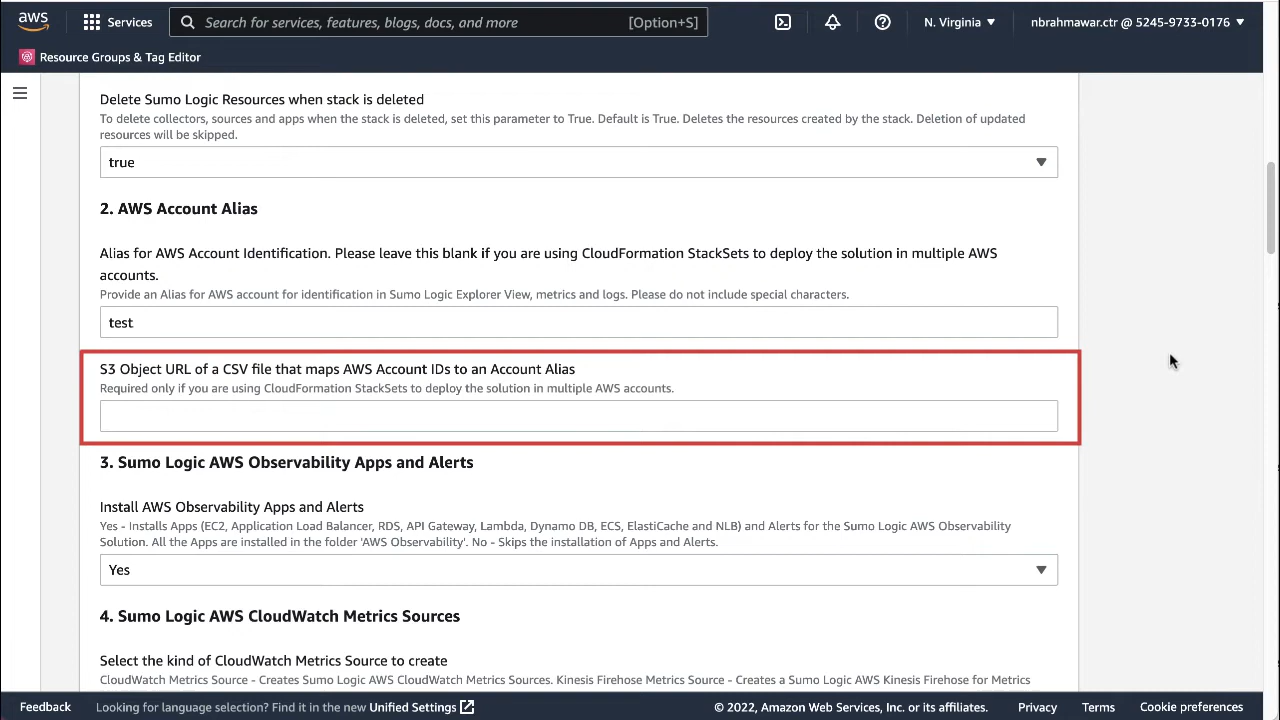 aws
Services
Search for services, features, blogs, docs, and more
[Option+S]
N. Virginia
nbrahmawar.ctr @ 5245-9733-0176
Resource Groups & Tag Editor
Delete Sumo Logic Resources when stack is deleted
To delete collectors, sources and apps when the stack is deleted, set this parameter to True. Default is True. Deletes the resources created by the stack. Deletion of updated
resources will be skipped.
true
2. AWS Account Alias
Alias for AWS Account Identification. Please leave this blank if you are using CloudFormation StackSets to deploy the solution in multiple AWS
accounts.
Provide an Alias for AWS account for identification in Sumo Logic Explorer View, metrics and logs. Please do not include special characters.
test
S3 Object URL of a CSV file that maps AWS Account IDs to an Account Alias
Required only if you are using CloudFormation StackSets to deploy the solution in multiple AWS accounts.
3. Sumo Logic AWS Observability Apps and Alerts
Install AWS Observability Apps and Alerts
Yes - Installs Apps (EC2, Application Load Balancer, RDS, API Gateway, Lambda, Dynamo DB, ECS, ElastiCache and NLB) and Alerts for the Sumo Logic AWS Observability
Solution. All the Apps are installed in the folder 'AWS Observability'. No - Skips the installation of Apps and Alerts.
Yes
4. Sumo Logic AWS CloudWatch Metrics Sources
Select the kind of CloudWatch Metrics Source to create
CloudWatch Metrics Source - Creates Sumo Logic AWS CloudWatch Metrics Sources. Kinesis Firehose Metrics Source - Creates a Sumo Logic AWS Kinesis Firehose for Metrics
Feedback
Looking for language selection? Find it in the new Unified Settings
© 2022, Amazon Web Services, Inc. or its affiliates.
Privacy
Terms
Cookie preferences